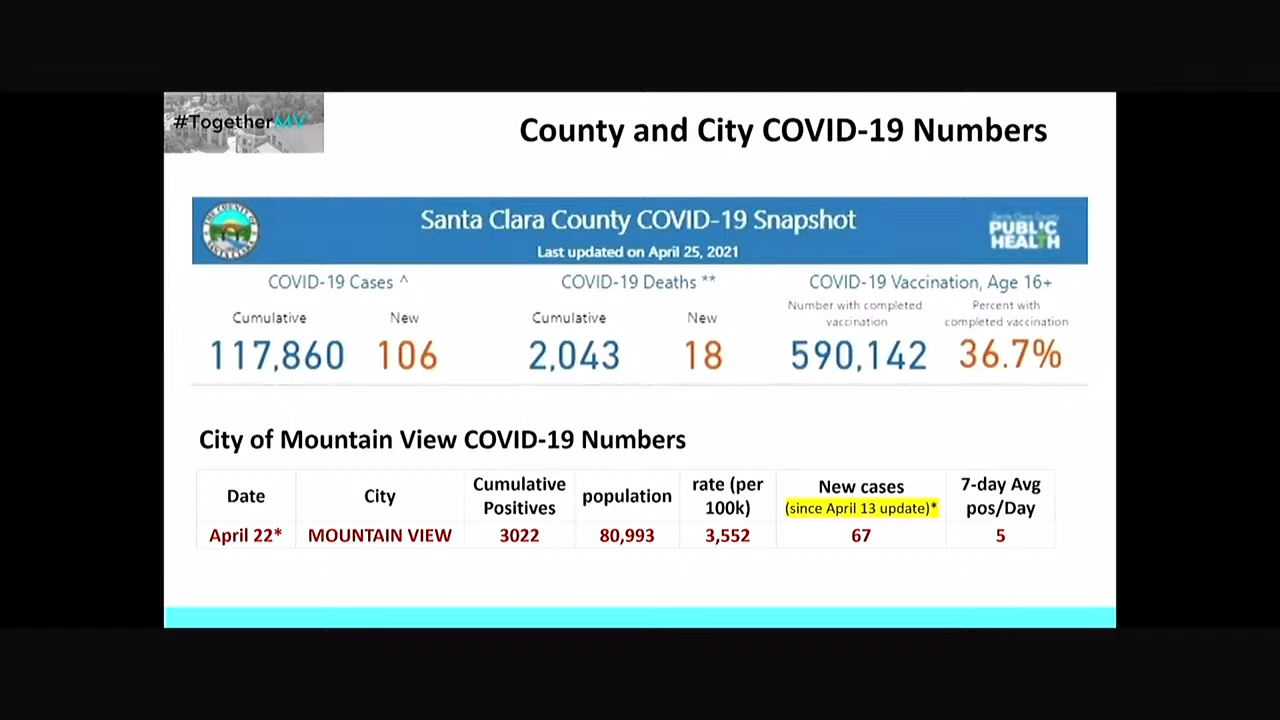 #TogetherMV
County and City COVID-19 Numbers
Santa Clara County COVID-19 Snapshot
Last updated on April 25, 2021
Santa Clara County
PUBLIC
HEALTH
COVID-19 Cases ^
COVID-19 Deaths **
COVID-19 Vaccination, Age 16+
Cumulative
New
Cumulative
New
Number with completed
vaccination
Percent with
completed vaccination
117,860
106
2,043
18
590,142
36.7%
City of Mountain View COVID-19 Numbers
Date
City
Cumulative
Positives
population
rate (per
100k)
New cases
(since April 13 update)*
7-day Avg
pos/Day
April 22*
MOUNTAIN VIEW
3022
80,993
3,552
67
5